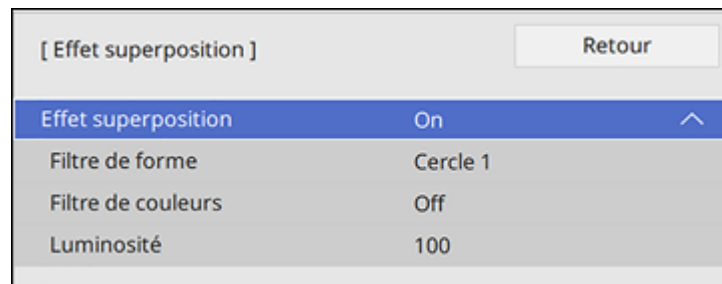 [ Effet superposition ] Retour
Effet superposition On
Filtre de forme Cercle 1
Filtre de couleurs Off
Luminosité 100